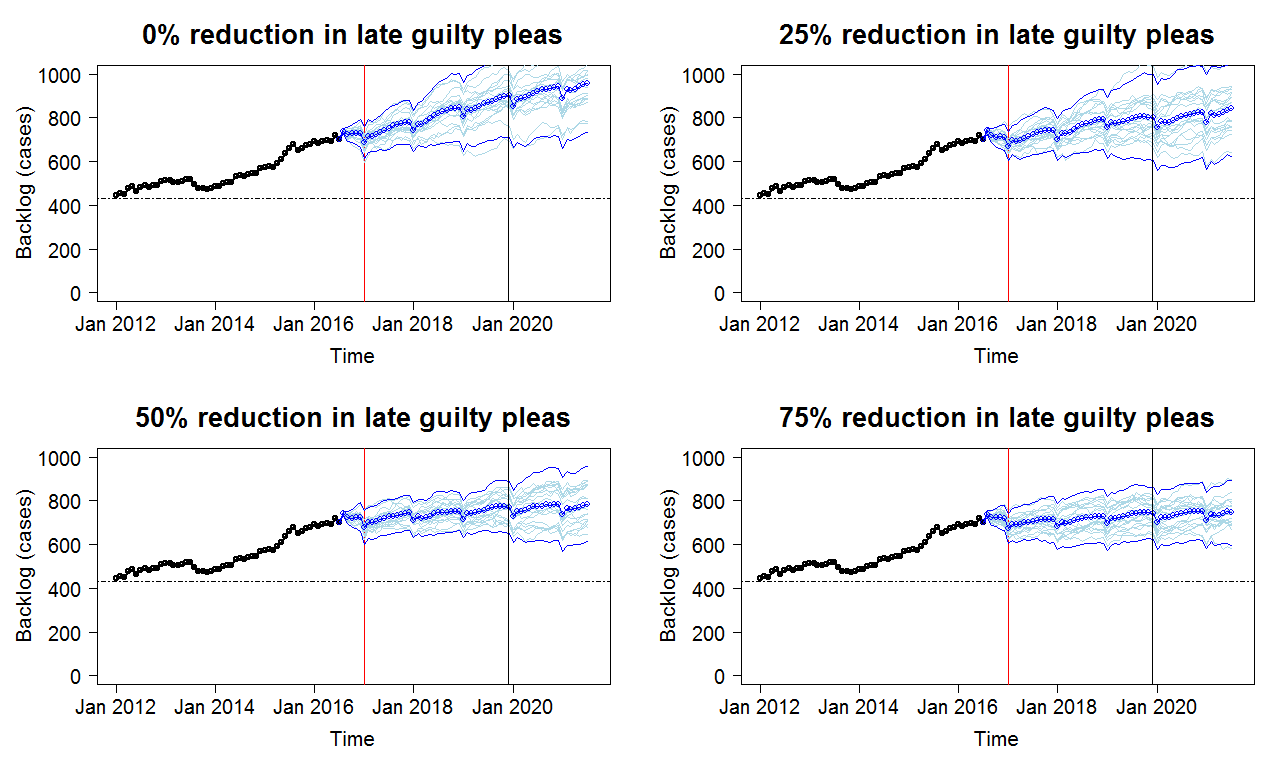 0% reduction in late guilty pleas
Backlog (cases)
1000
800
600
400
200
0
Jan 2012 Jan 2014 Jan 2016 Jan 2018 Jan 2020
Time
25% reduction in late guilty pleas
Backlog (cases)
1000
800
600
400
200
0
Jan 2012 Jan 2014 Jan 2016 Jan 2018 Jan 2020
Time
50% reduction in late guilty pleas
Backlog (cases)
1000
800
600
400
200
0
Jan 2012 Jan 2014 Jan 2016 Jan 2018 Jan 2020
Time
75% reduction in late guilty pleas
Backlog (cases)
1000
800
600
400
200
0
Jan 2012 Jan 2014 Jan 2016 Jan 2018 Jan 2020
Time